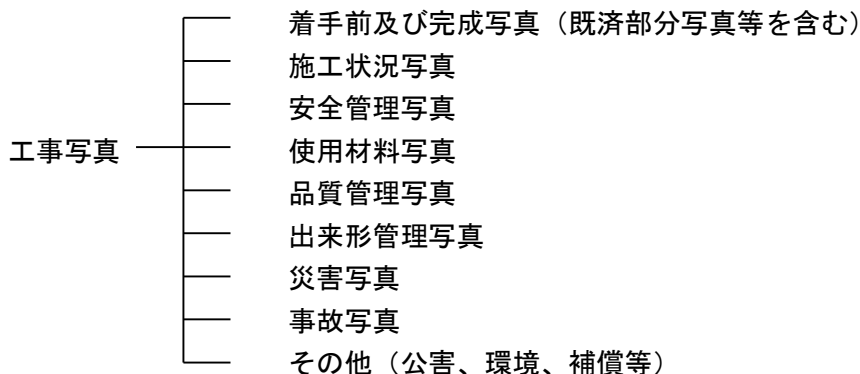 着手前及び完成写真（既済部分写真等を含む）
施工状況写真
安全管理写真
工事写真
使用材料写真
品質管理写真
出来形管理写真
災害写真
事故写真
その他（公害、環境、補償等）